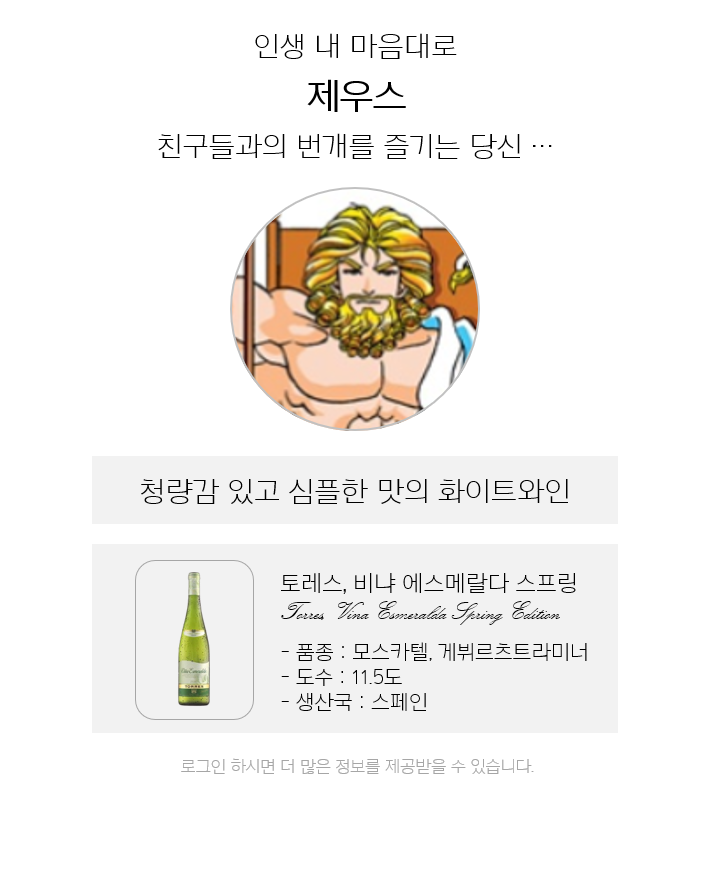 인생 내 마음대로
제우스
친구들과의 번개를 즐기는 당신 ···
청량감 있고 심플한 맛의 화이트와인
토레스, 비냐 에스메랄다 스프링
Torres, Vina Esmeralda Spring Edition
- 품종 : 모스카텔, 게뷔르츠트라미너
- 도수 : 11.5도
- 생산국 : 스페인
로그인 하시면 더 많은 정보를 제공받을 수 있습니다.